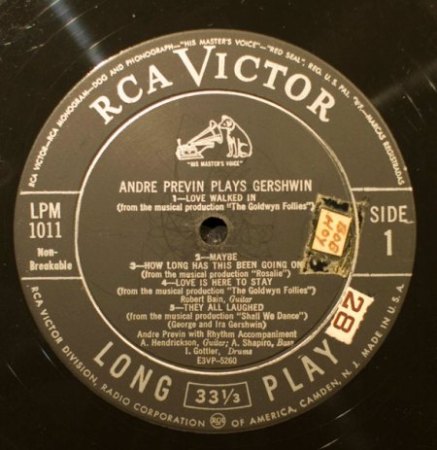 RCA VICTOR—RCA MONOGRAM—DOG AND PHONOGRAPH—"HIS MASTER'S VOICE"—"RED SEAL", REG. U.S. PAT. OFF.—MARCAS REGISTRADAS
RCA VICTOR
"HIS MASTER'S VOICE"
ANDRE PREVIN PLAYS GERSHWIN
1—LOVE WALKED IN
(from the musical production "The Goldwyn Follies")
LPM
1011
Non-
Breakable
SIDE
1
2—MAYBE
3—HOW LONG HAS THIS BEEN GOING ON
(from the musical production "Rosalie")
4—LOVE IS HERE TO STAY
(from the musical production "The Goldwyn Follies")
Robert Bain, Guitar
5—THEY ALL LAUGHED
(from the musical production "Shall We Dance")
(George and Ira Gershwin)
Andre Previn with Rhythm Accompaniment
A. Hendrickson, Guitar; A. Shapiro, Bass
I. Cottler, Drums
E3VP-5260
28
LONG 33⅓ PLAY
RCA VICTOR DIVISION, RADIO CORPORATION RCA OF AMERICA, CAMDEN, N.J. MADE IN U.S.A.